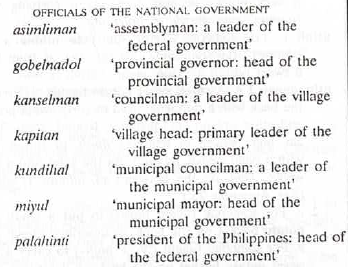 OFFICIALS OF THE NATIONAL GOVERNMENT
asimliman 'assemblyman: a leader of the
federal government'
gobelnadol 'provincial governor: head of the
provincial government'
kanselman 'councilman: a leader of the village
government'
kapitan 'village head: primary leader of the
village government'
kundihal 'municipal councilman: a leader of
the municipal government'
miyul 'municipal mayor: head of the
municipal government'
palahinti 'president of the Philippines: head of
the federal government'